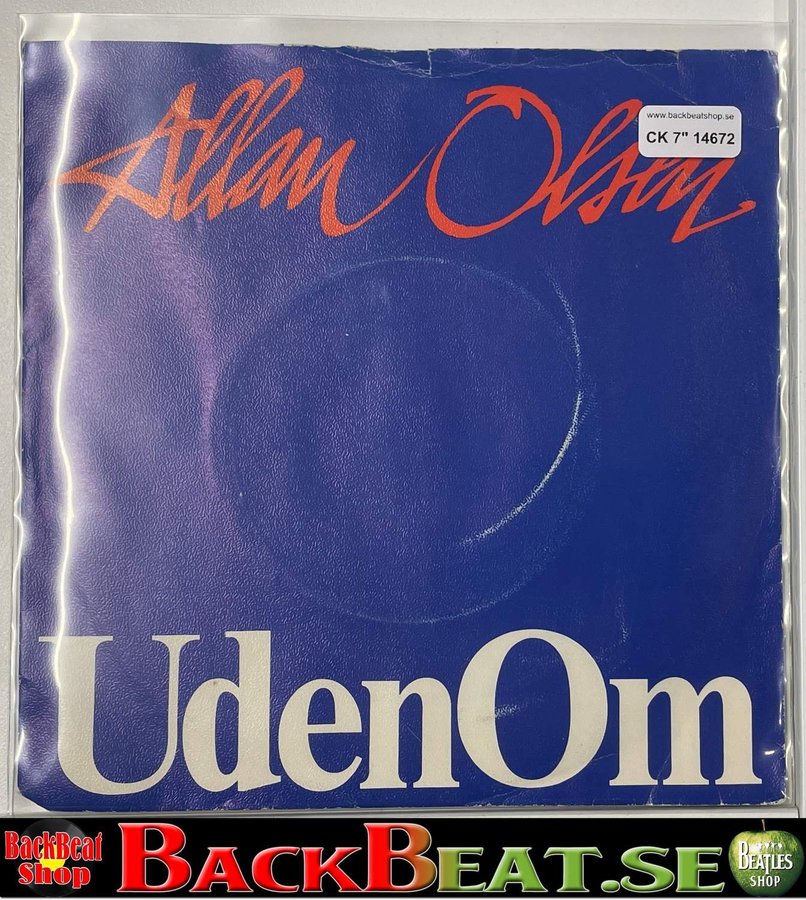 Allan Olsen
www.backbeatshop.se
CK 7" 14672
UdenOm
BackBeat
Shop
BACKBEAT.SE
BEATLES
SHOP